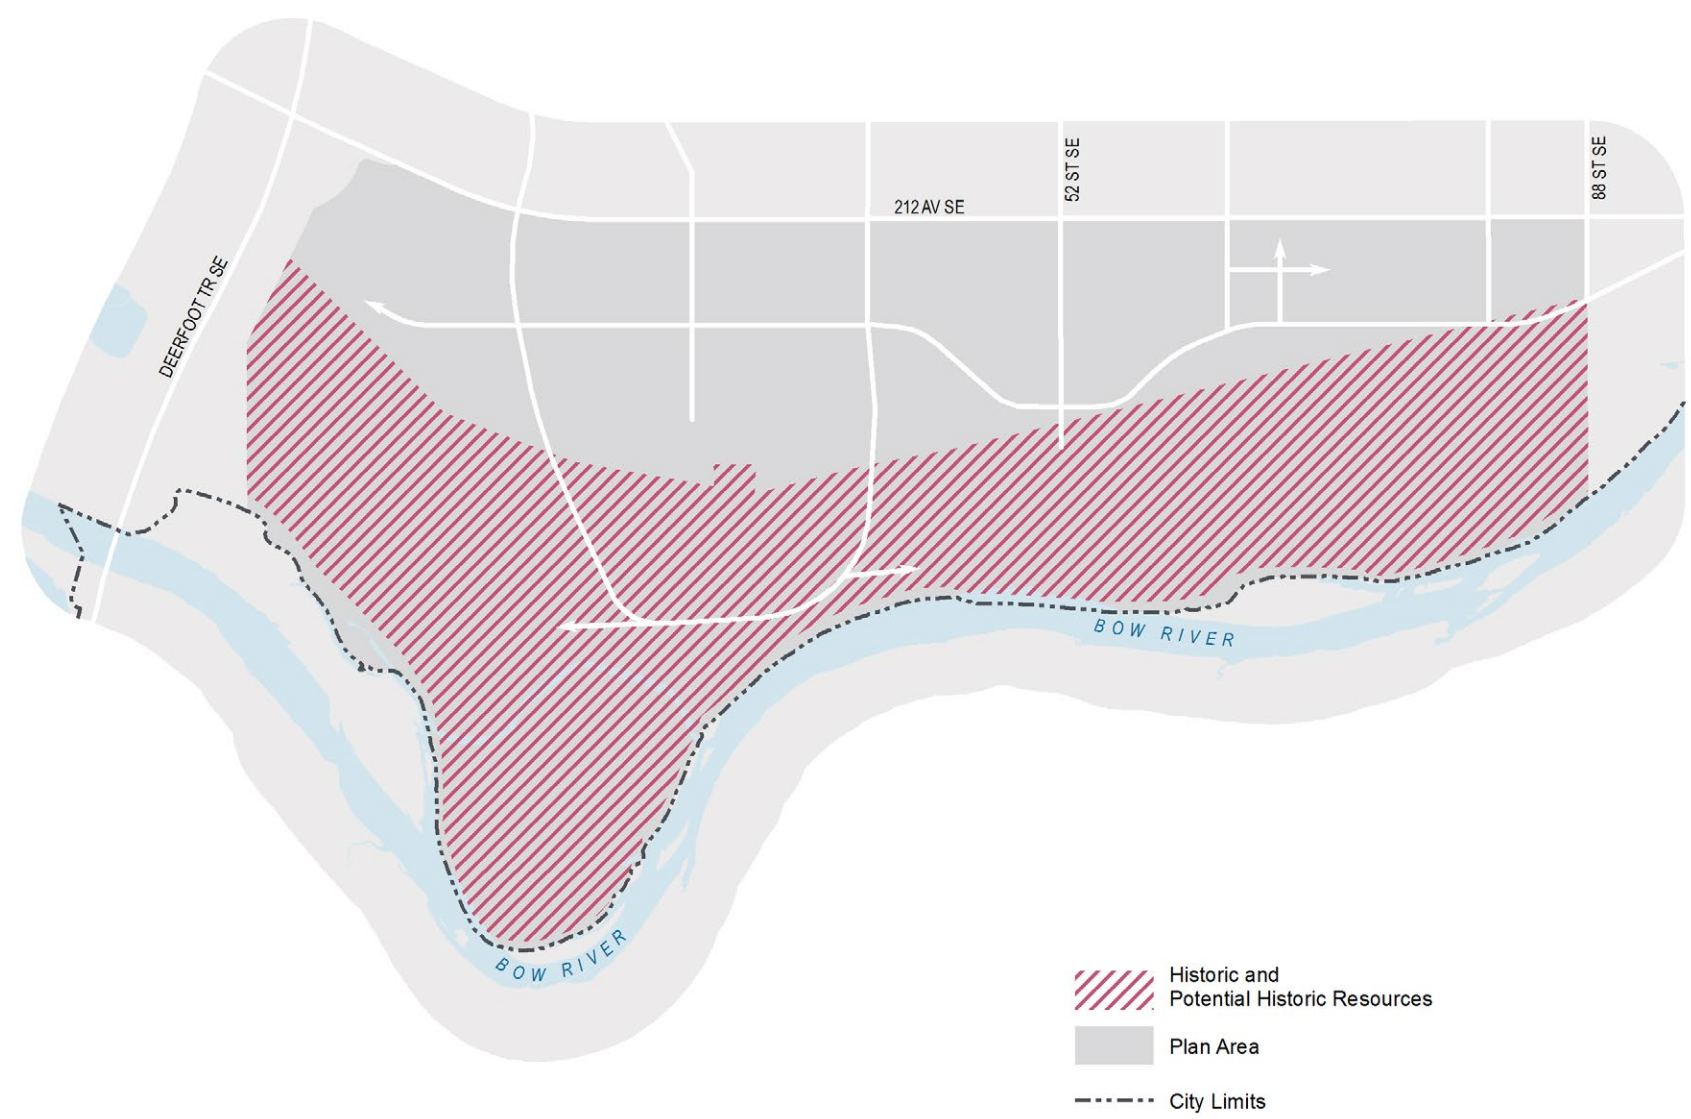 52 ST SE
88 ST SE
212 AV SE
DEERFOOT TR SE
BOW RIVER
BOW RIVER
Historic and
Potential Historic Resources
Plan Area
City Limits